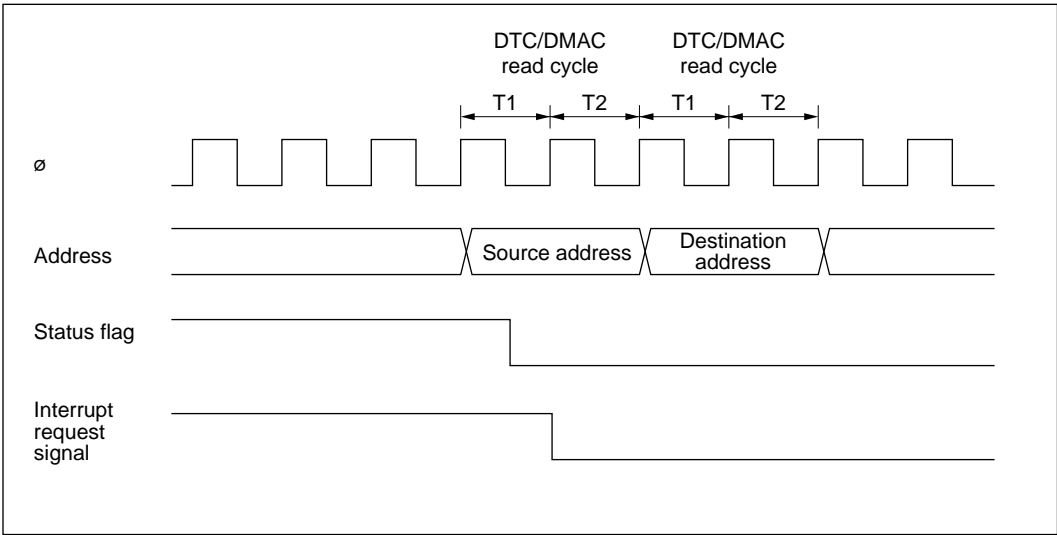 DTC/DMAC DTC/DMAC
read cycle read cycle
T1 T2 T1 T2
ø
Address
Source address
Destination
address
Status flag
Interrupt
request
signal